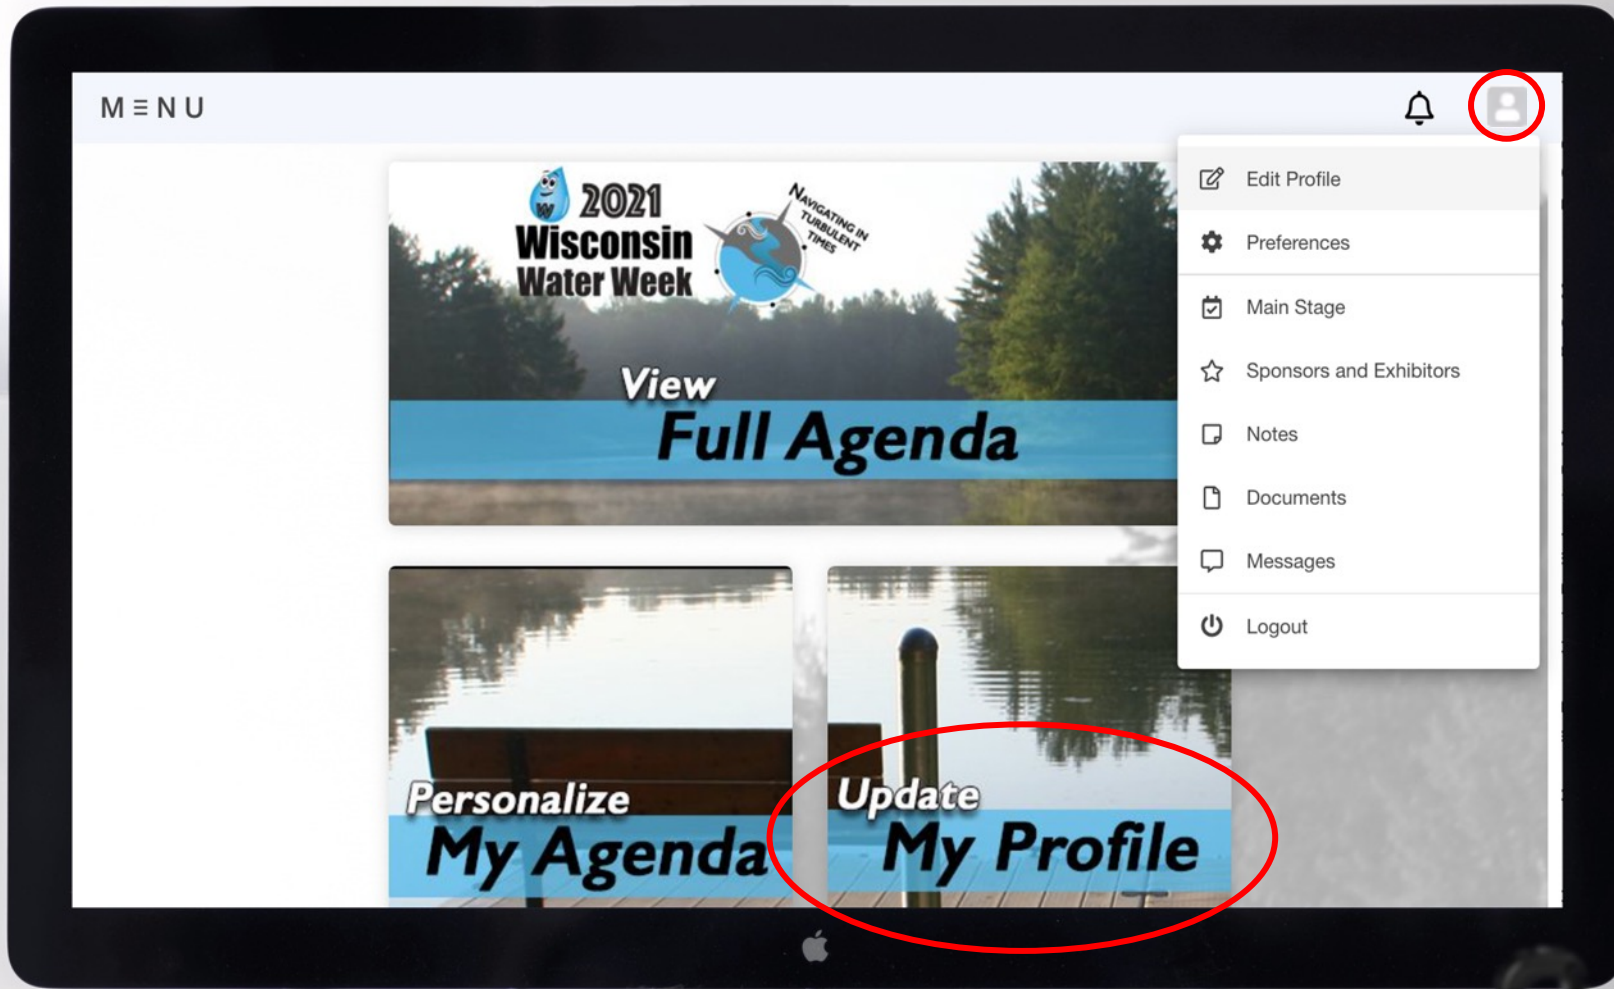 M≡NU
2021
Wisconsin
Water Week
NAVIGATING IN
TURBULENT
TIMES
View
Full Agenda
Personalize
My Agenda
Update
My Profile
Edit Profile
Preferences
Main Stage
Sponsors and Exhibitors
Notes
Documents
Messages
Logout